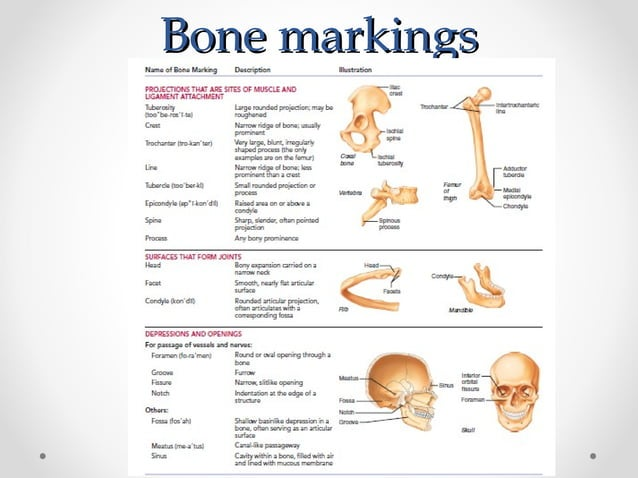 Bone markings
Name of Bone Marking Description Illustration
PROJECTIONS THAT ARE SITES OF MUSCLE AND
LIGAMENT ATTACHMENT
Tuberosity Large rounded projection; may be
(too"be-ros'ĭ-te) roughened
Crest Narrow ridge of bone; usually
prominent
Trochanter (tro-kan'ter) Very large, blunt, irregularly
shaped process (the only
examples are on the femur)
Line Narrow ridge of bone; less
prominent than a crest
Tubercle (too'ber-kl) Small rounded projection or
process
Epicondyle (ep"ĭ-kon'dīl) Raised area on or above a
condyle
Spine Sharp, slender, often pointed
projection
Process Any bony prominence
Iliac
crest
Ischial
spine
Ischial
tuberosity
Coxal
bone
Vertebra
Spinous
process
Trochanter
Intertrochanteric
line
Adductor
tubercle
Medial
epicondyle
Chondyle
Femur
of
thigh
SURFACES THAT FORM JOINTS
Head Bony expansion carried on a
narrow neck
Facet Smooth, nearly flat articular
surface
Condyle (kon'dīl) Rounded articular projection,
often articulates with a
corresponding fossa
Head
Facets
Rib
Condyle
Mandible
DEPRESSIONS AND OPENINGS
For passage of vessels and nerves:
Foramen (fo-ra'men) Round or oval opening through a
bone
Groove Furrow
Fissure Narrow, slitlike opening
Notch Indentation at the edge of a
structure
Others:
Fossa (fos'ah) Shallow basinlike depression in a
bone, often serving as an articular
surface
Meatus (me-a'tus) Canal-like passageway
Sinus Cavity within a bone, filled with air
and lined with mucous membrane
Meatus
Sinus
Fossa
Notch
Groove
Inferior
orbital
fissure
Foramen
Skull